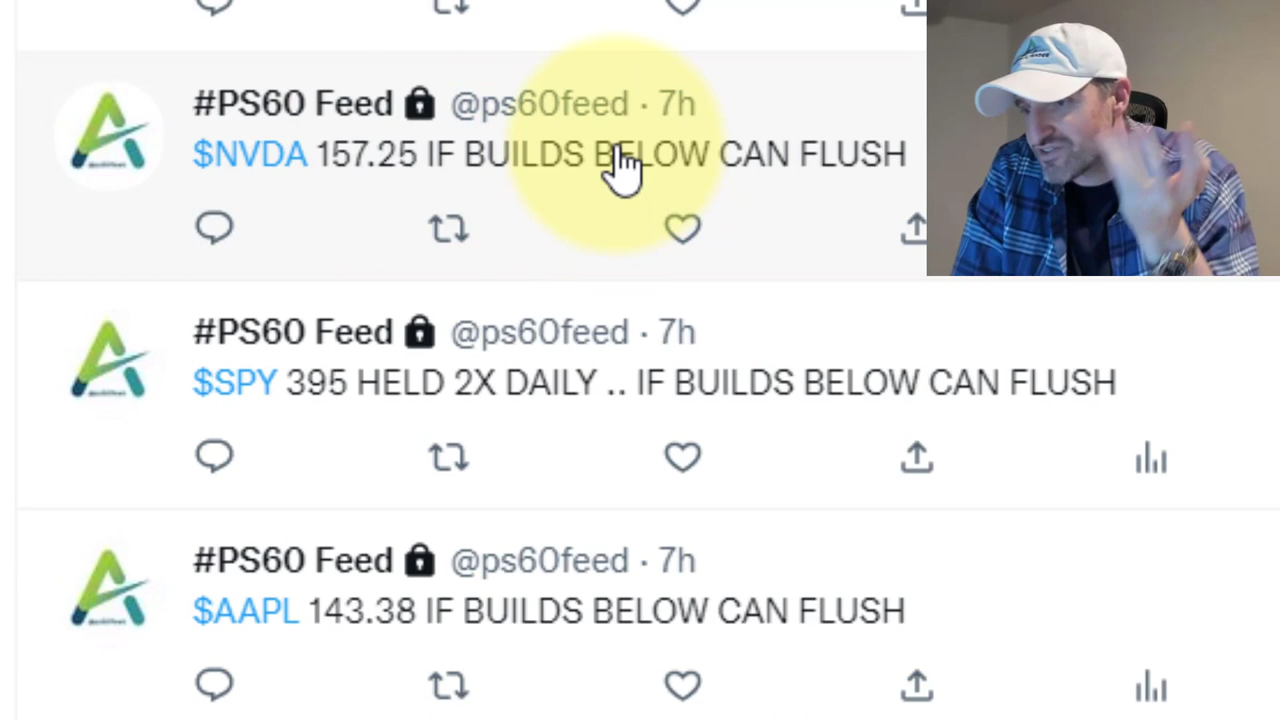 #PS60 Feed @ps60feed · 7h
$NVDA 157.25 IF BUILDS BELOW CAN FLUSH
#PS60 Feed @ps60feed · 7h
$SPY 395 HELD 2X DAILY .. IF BUILDS BELOW CAN FLUSH
#PS60 Feed @ps60feed · 7h
$AAPL 143.38 IF BUILDS BELOW CAN FLUSH